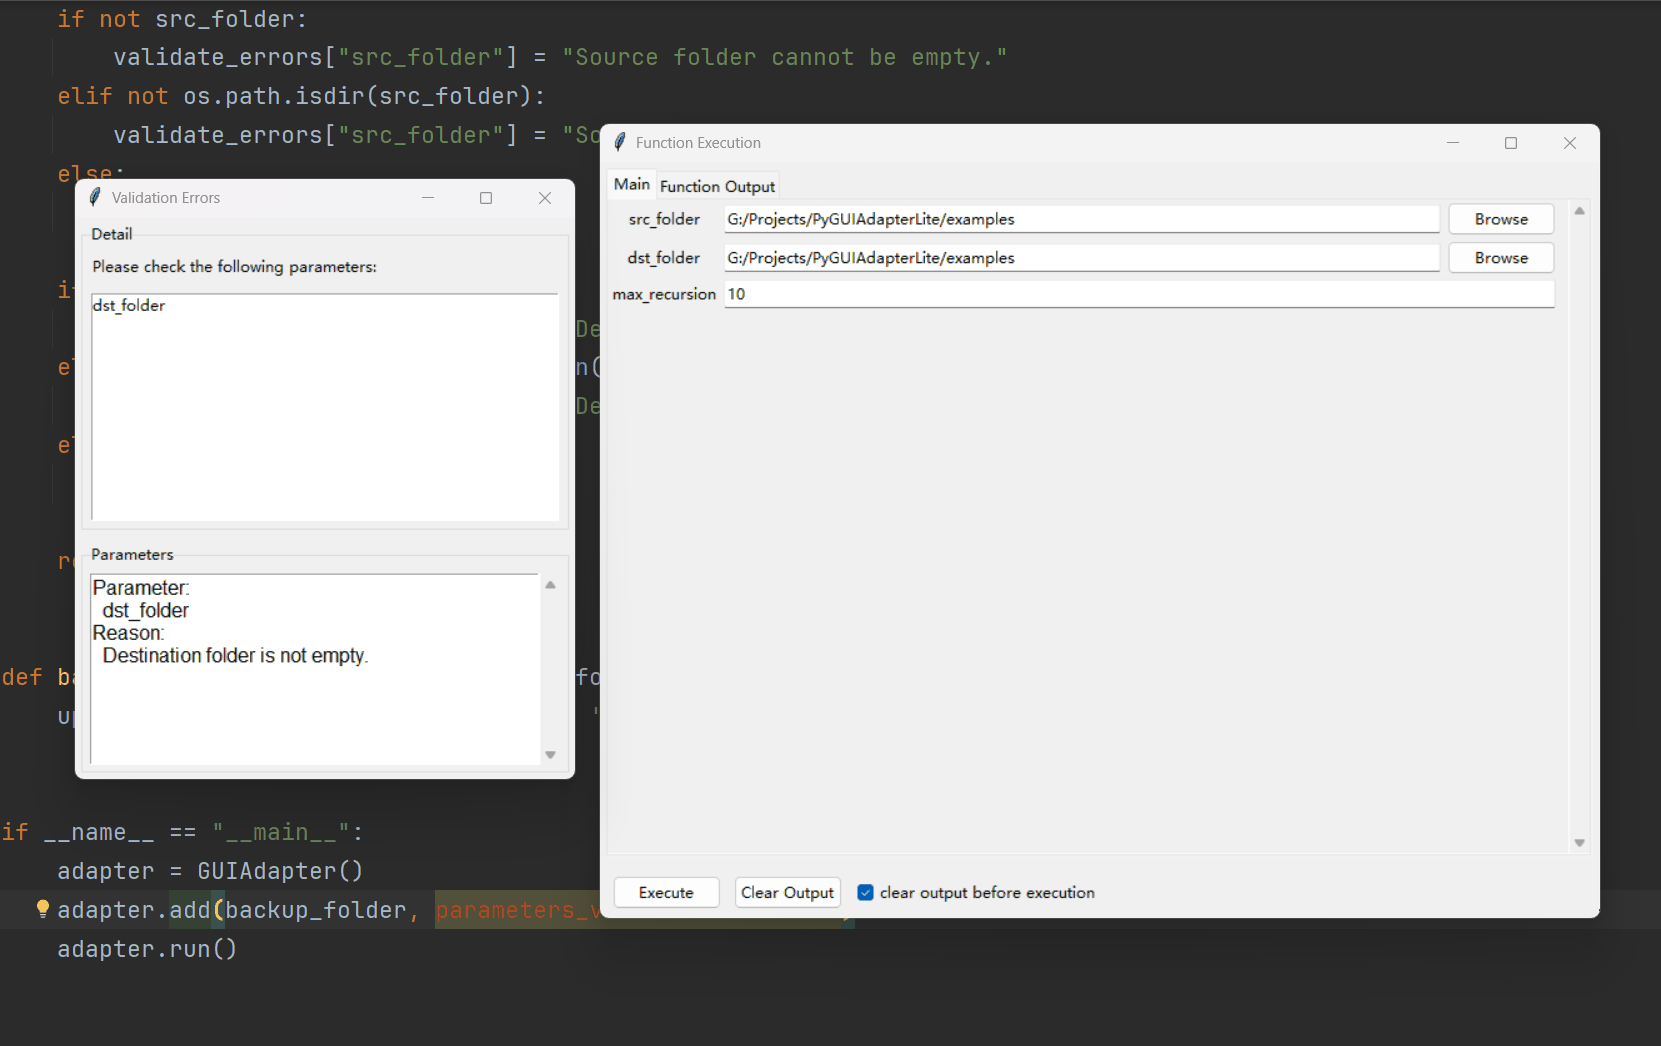 if not src_folder:
validate_errors["src_folder"] = "Source folder cannot be empty."
elif not os.path.isdir(src_folder):
validate_errors["src_folder"] = "So
else:
De
n(
De
def ba
fo
if __name__ == "__main__":
adapter = GUIAdapter()
adapter.add(backup_folder, parameters_v
adapter.run()
Validation Errors
Detail
Please check the following parameters:
dst_folder
Parameters
Parameter:
dst_folder
Reason:
Destination folder is not empty.
Function Execution
Main Function Output
src_folder G:/Projects/PyGUIAdapterLite/examples Browse
dst_folder G:/Projects/PyGUIAdapterLite/examples Browse
max_recursion 10
Execute Clear Output clear output before execution